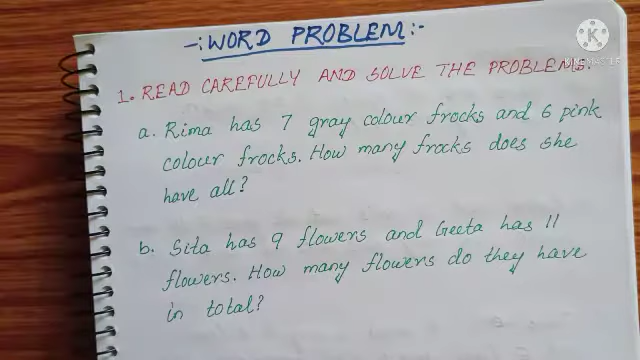 -: WORD PROBLEM :-
1. READ CAREFULLY AND SOLVE THE PROBLEMS.
a. Rima has 7 gray colour frocks and 6 pink
colour frocks. How many frocks does she
have all?
b. Sita has 9 flowers and Geeta has 11
flowers. How many flowers do they have
in total?
K
KINEMASTER